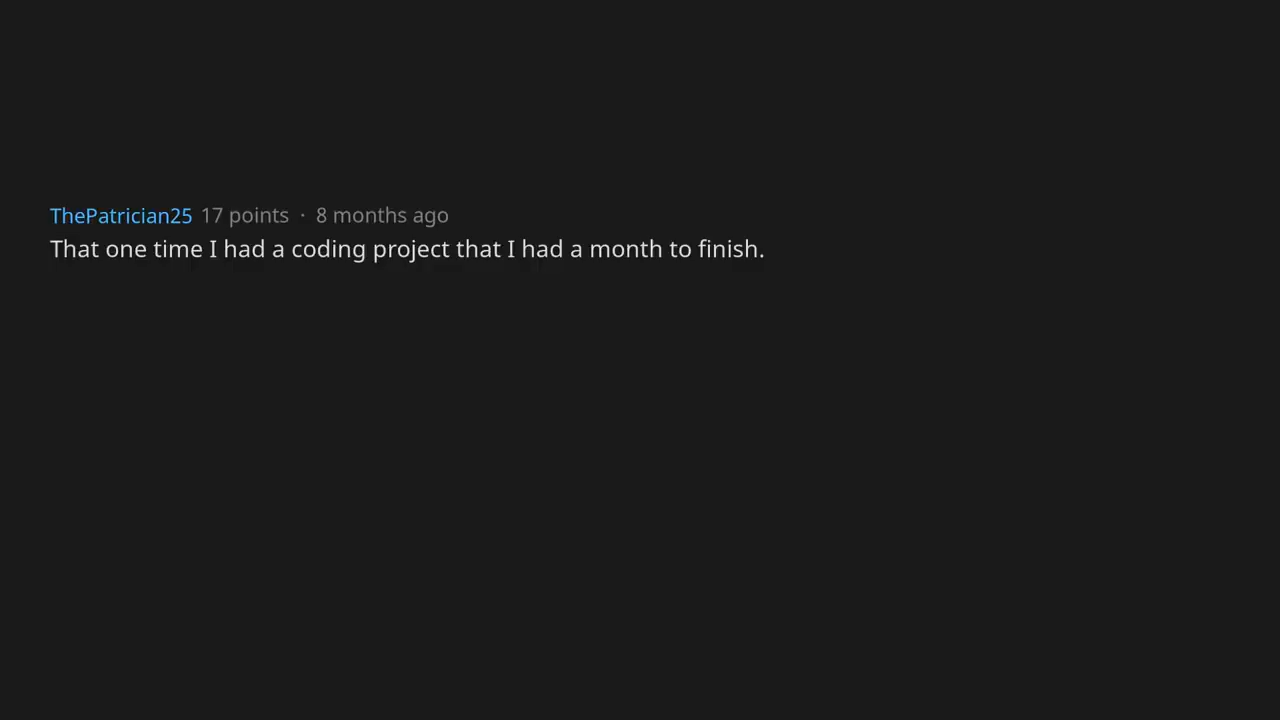 ThePatrician25 17 points · 8 months ago
That one time I had a coding project that I had a month to finish.